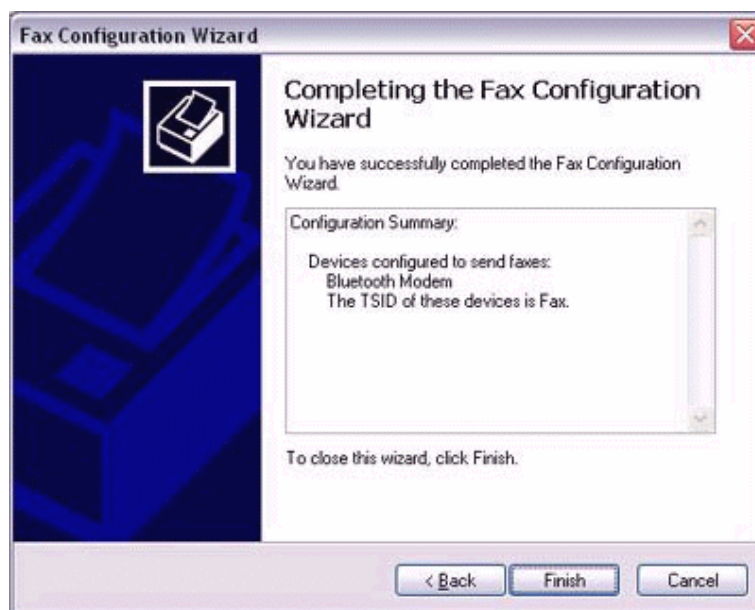 Fax Configuration Wizard
Completing the Fax Configuration
Wizard
You have successfully completed the Fax Configuration
Wizard.
Configuration Summary:
Devices configured to send faxes:
Bluetooth Modem
The TSID of these devices is Fax.
To close this wizard, click Finish.
< Back
Finish
Cancel